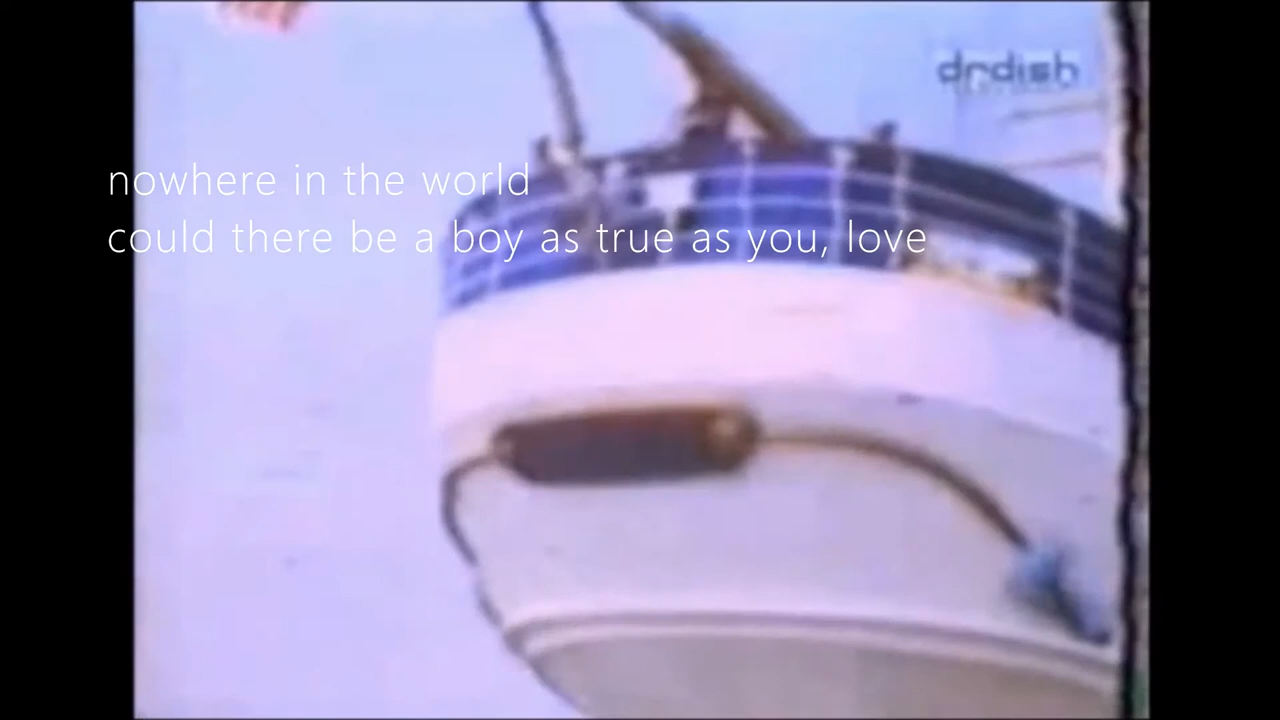 drdish
nowhere in the world
could there be a boy as true as you, love